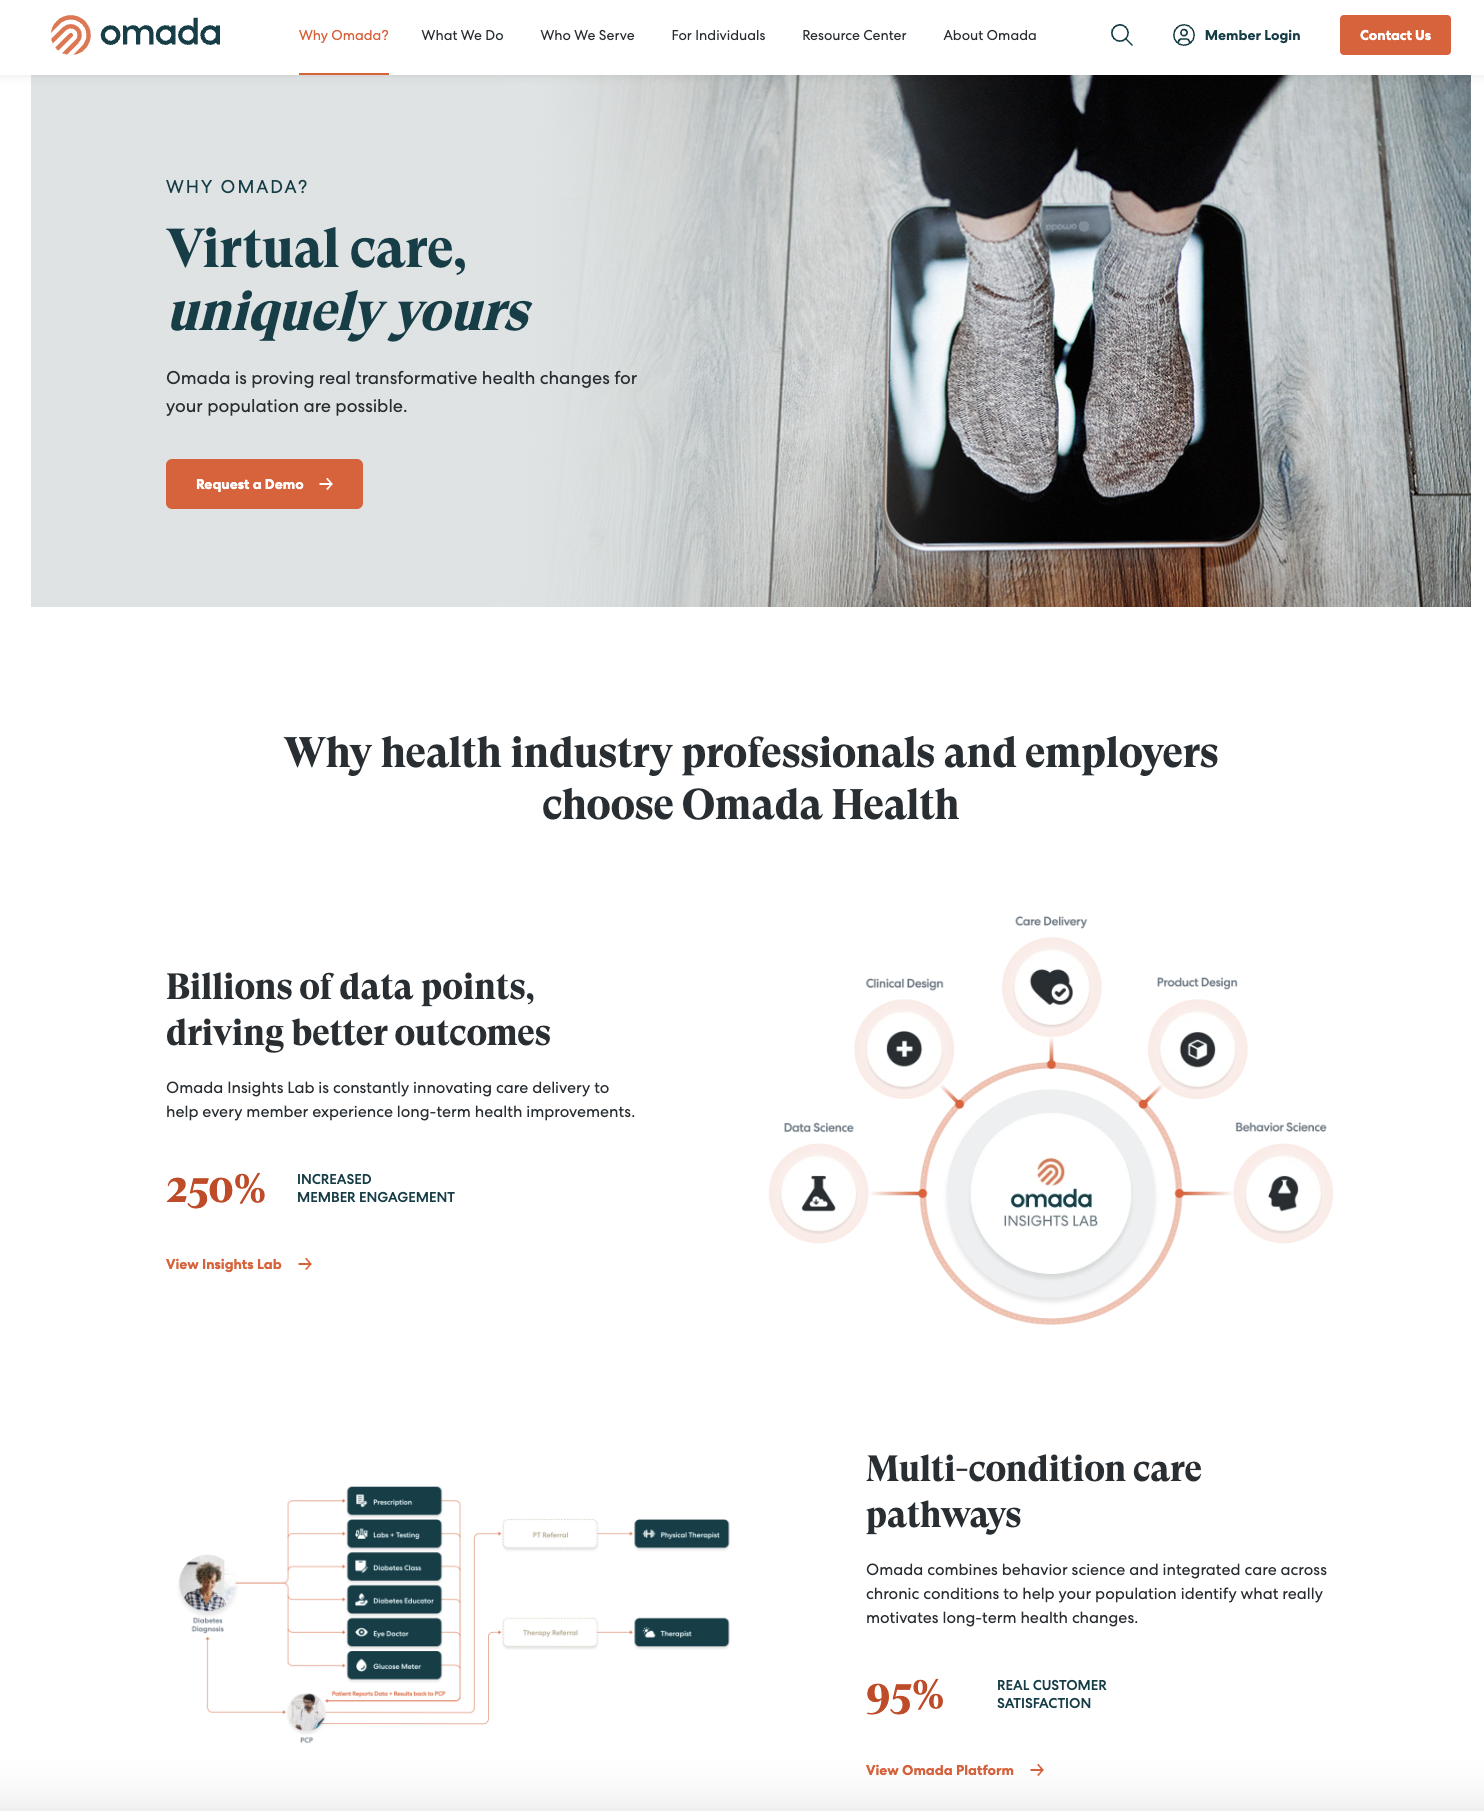 omada
Why Omada?
What We Do
Who We Serve
For Individuals
Resource Center
About Omada
Member Login
Contact Us
WHY OMADA?
Virtual care,
uniquely yours
Omada is proving real transformative health changes for
your population are possible.
Request a Demo
omada
Why health industry professionals and employers
choose Omada Health
Billions of data points,
driving better outcomes
Omada Insights Lab is constantly innovating care delivery to
help every member experience long-term health improvements.
250%
INCREASED
MEMBER ENGAGEMENT
View Insights Lab
Care Delivery
Clinical Design
Product Design
Data Science
Behavior Science
omada
INSIGHTS LAB
Diabetes
Diagnosis
Prescription
Labs + Testing
Diabetes Class
Diabetes Educator
Eye Doctor
Glucose Meter
Patient Reports Data + Results back to PCP
PCP
PT Referral
Physical Therapist
Therapy Referral
Therapist
Multi-condition care
pathways
Omada combines behavior science and integrated care across
chronic conditions to help your population identify what really
motivates long-term health changes.
95%
REAL CUSTOMER
SATISFACTION
View Omada Platform